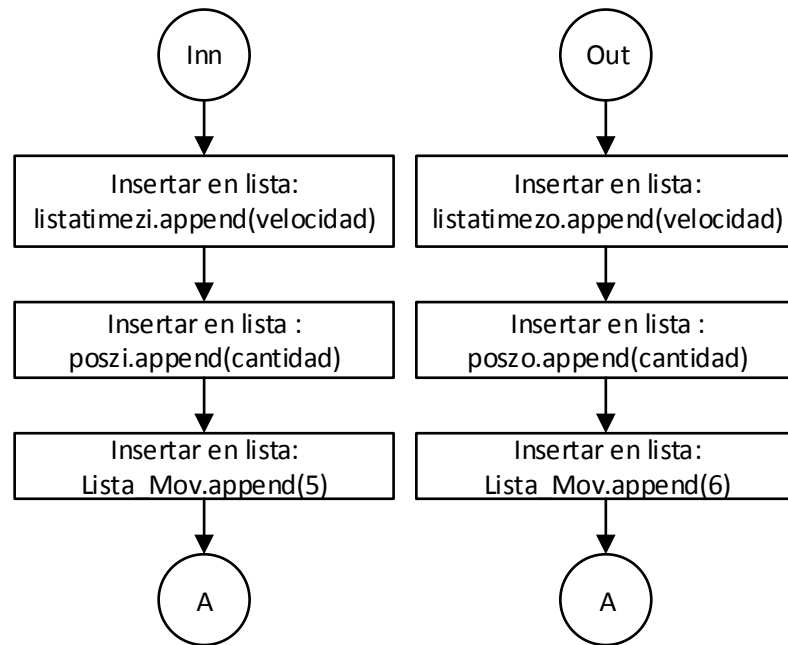 Inn
Insertar en lista:
listatimezi.append(velocidad)
Insertar en lista :
poszi.append(cantidad)
Insertar en lista:
Lista_Mov.append(5)
A
Out
Insertar en lista:
listatimezo.append(velocidad)
Insertar en lista :
poszo.append(cantidad)
Insertar en lista:
Lista_Mov.append(6)
A